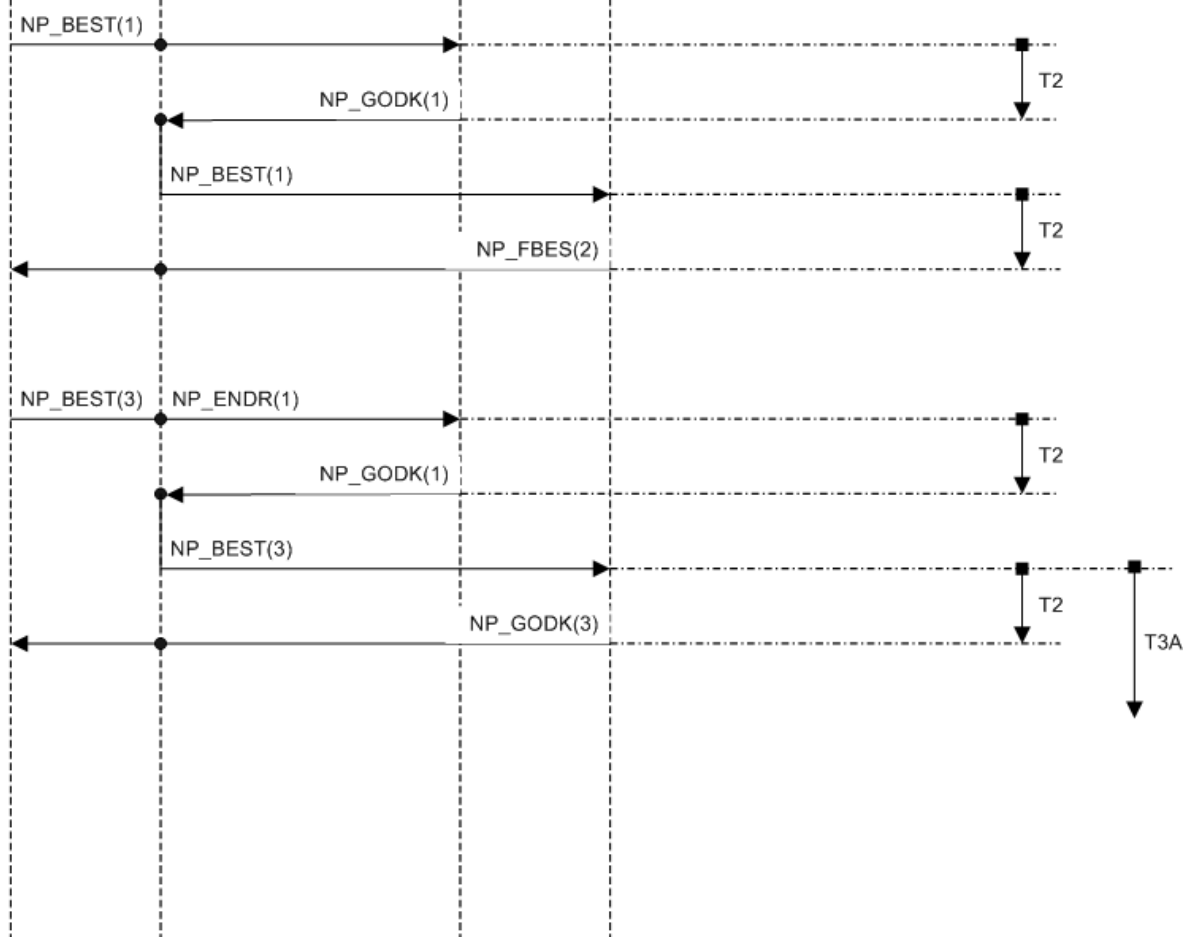 NP_BEST(1)
T2
NP_GODK(1)
NP_BEST(1)
T2
NP_FBES(2)
NP_BEST(3) NP_ENDR(1)
T2
NP_GODK(1)
NP_BEST(3)
T2
NP_GODK(3)
T3A